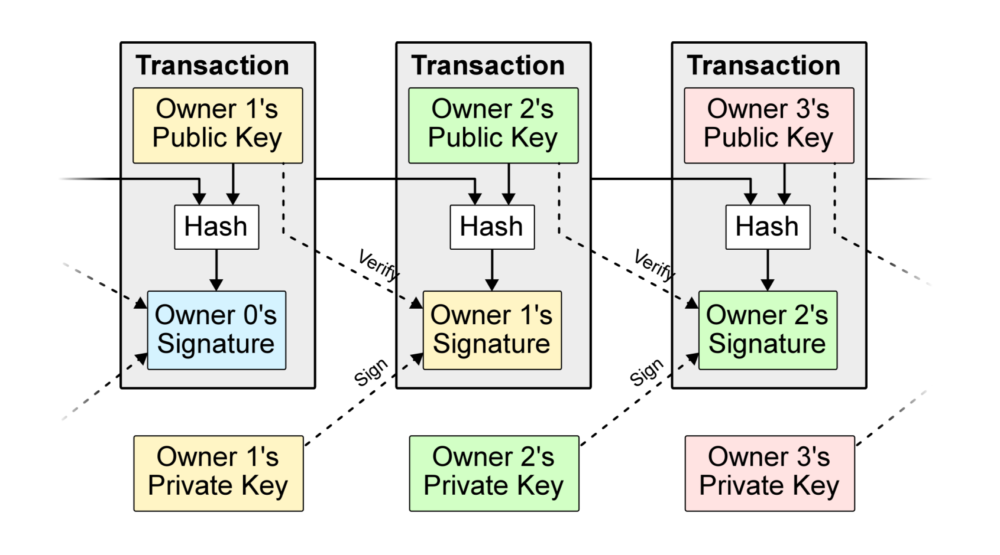 Transaction
Owner 1's
Public Key
Hash
Owner 0's
Signature
Transaction
Owner 2's
Public Key
Hash
Verify
Owner 1's
Signature
Sign
Transaction
Owner 3's
Public Key
Hash
Verify
Owner 2's
Signature
Sign
Owner 1's
Private Key
Owner 2's
Private Key
Owner 3's
Private Key